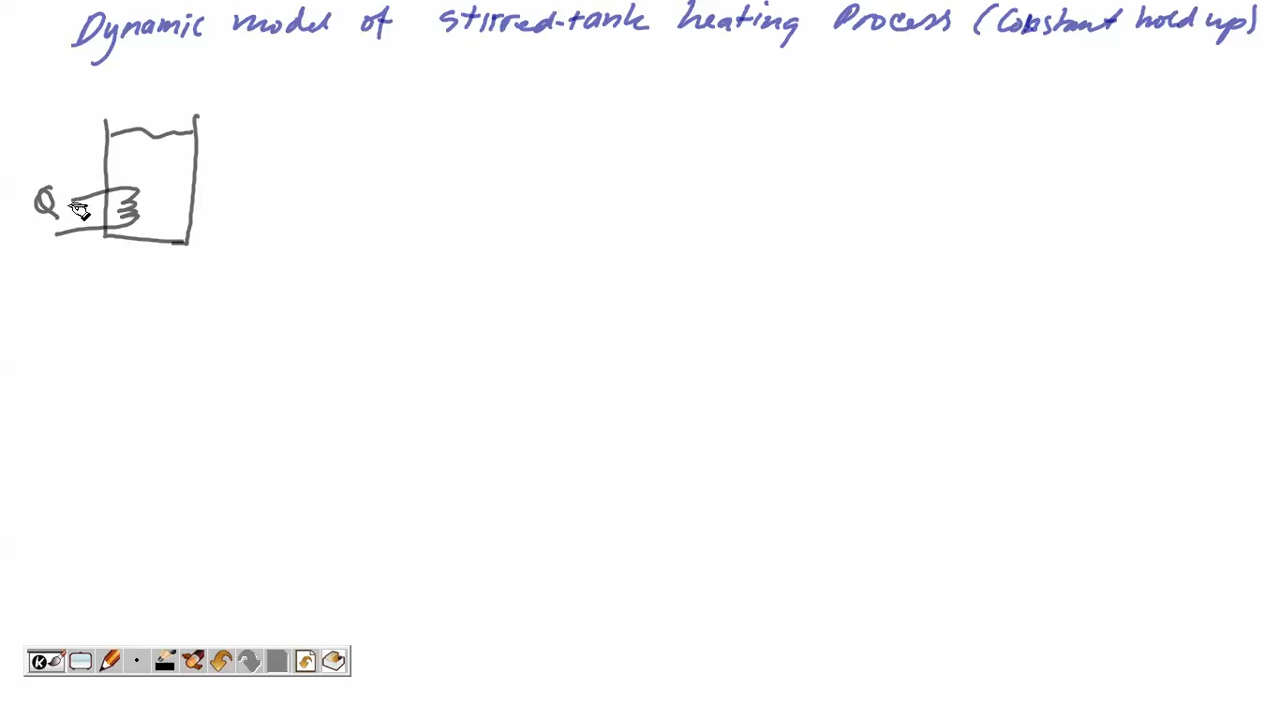 Dynamic model of stirred-tank heating Process (Constant hold up)
Q